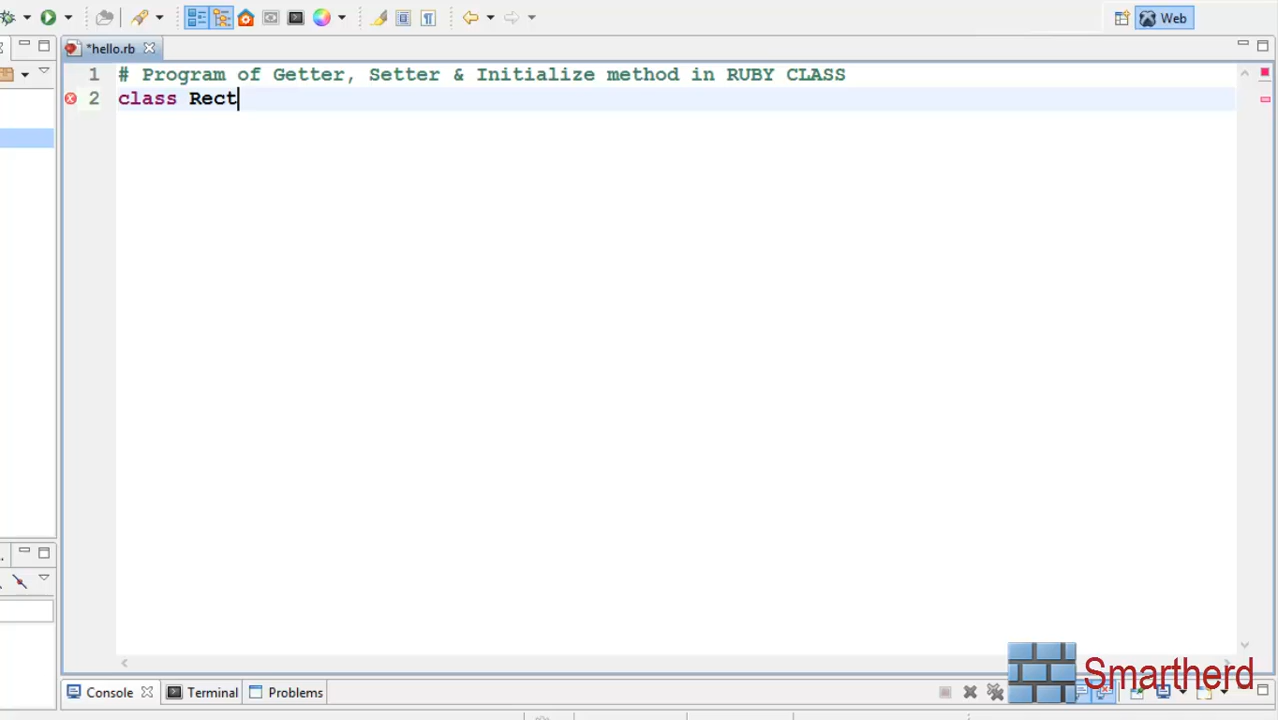 Web
*hello.rb
1 # Program of Getter, Setter & Initialize method in RUBY CLASS
2 class Rect
Smartherd
Console
Terminal
Problems